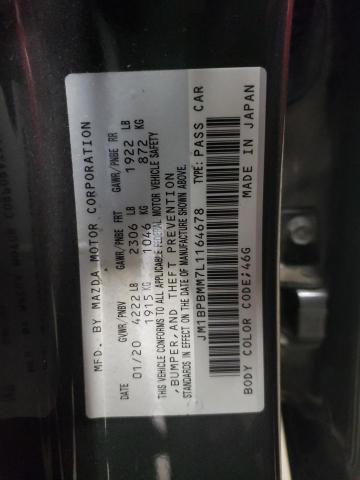 MFD. BY MAZDA MOTOR CORPORATION
DATE GVWR/PNBV GAWR/PNBE FRT GAWR/PNBE RR
01/20 4222 LB 2306 LB 1922 LB
1915 KG 1046 KG 872 KG
THIS VEHICLE CONFORMS TO ALL APPLICABLE FEDERAL MOTOR VEHICLE SAFETY
,BUMPER,AND THEFT PREVENTION
STANDARDS IN EFFECT ON THE DATE OF MANUFACTURE SHOWN ABOVE.
JM1BPBMM7L1164678 TYPE: PASS CAR
BODY COLOR CODE;46G MADE IN JAPAN